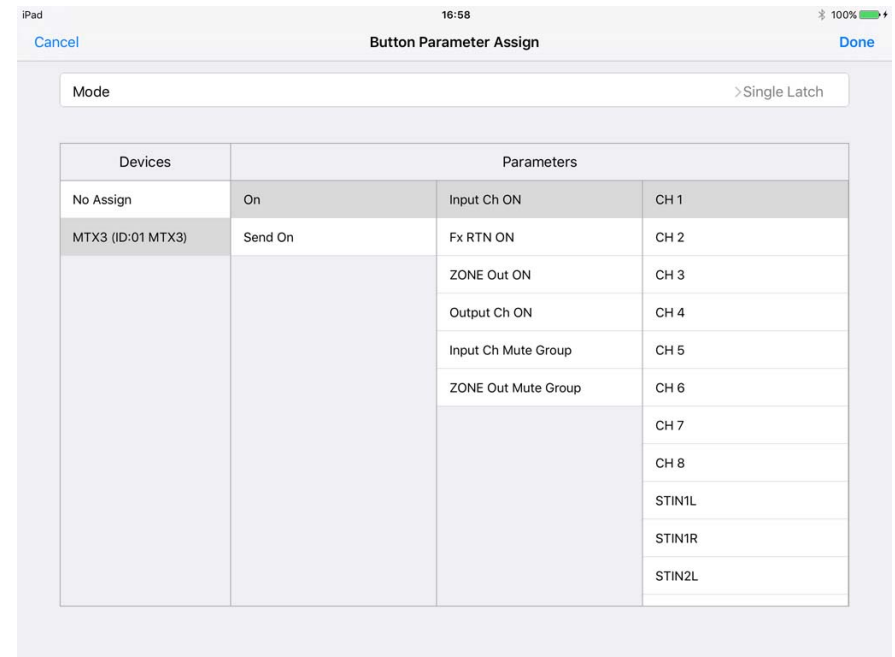 iPad 16:58 100%
Cancel Button Parameter Assign Done
Mode >Single Latch
Devices Parameters
No Assign On Input Ch ON CH 1
MTX3 (ID:01 MTX3) Send On Fx RTN ON CH 2
ZONE Out ON CH 3
Output Ch ON CH 4
Input Ch Mute Group CH 5
ZONE Out Mute Group CH 6
CH 7
CH 8
STIN1L
STIN1R
STIN2L